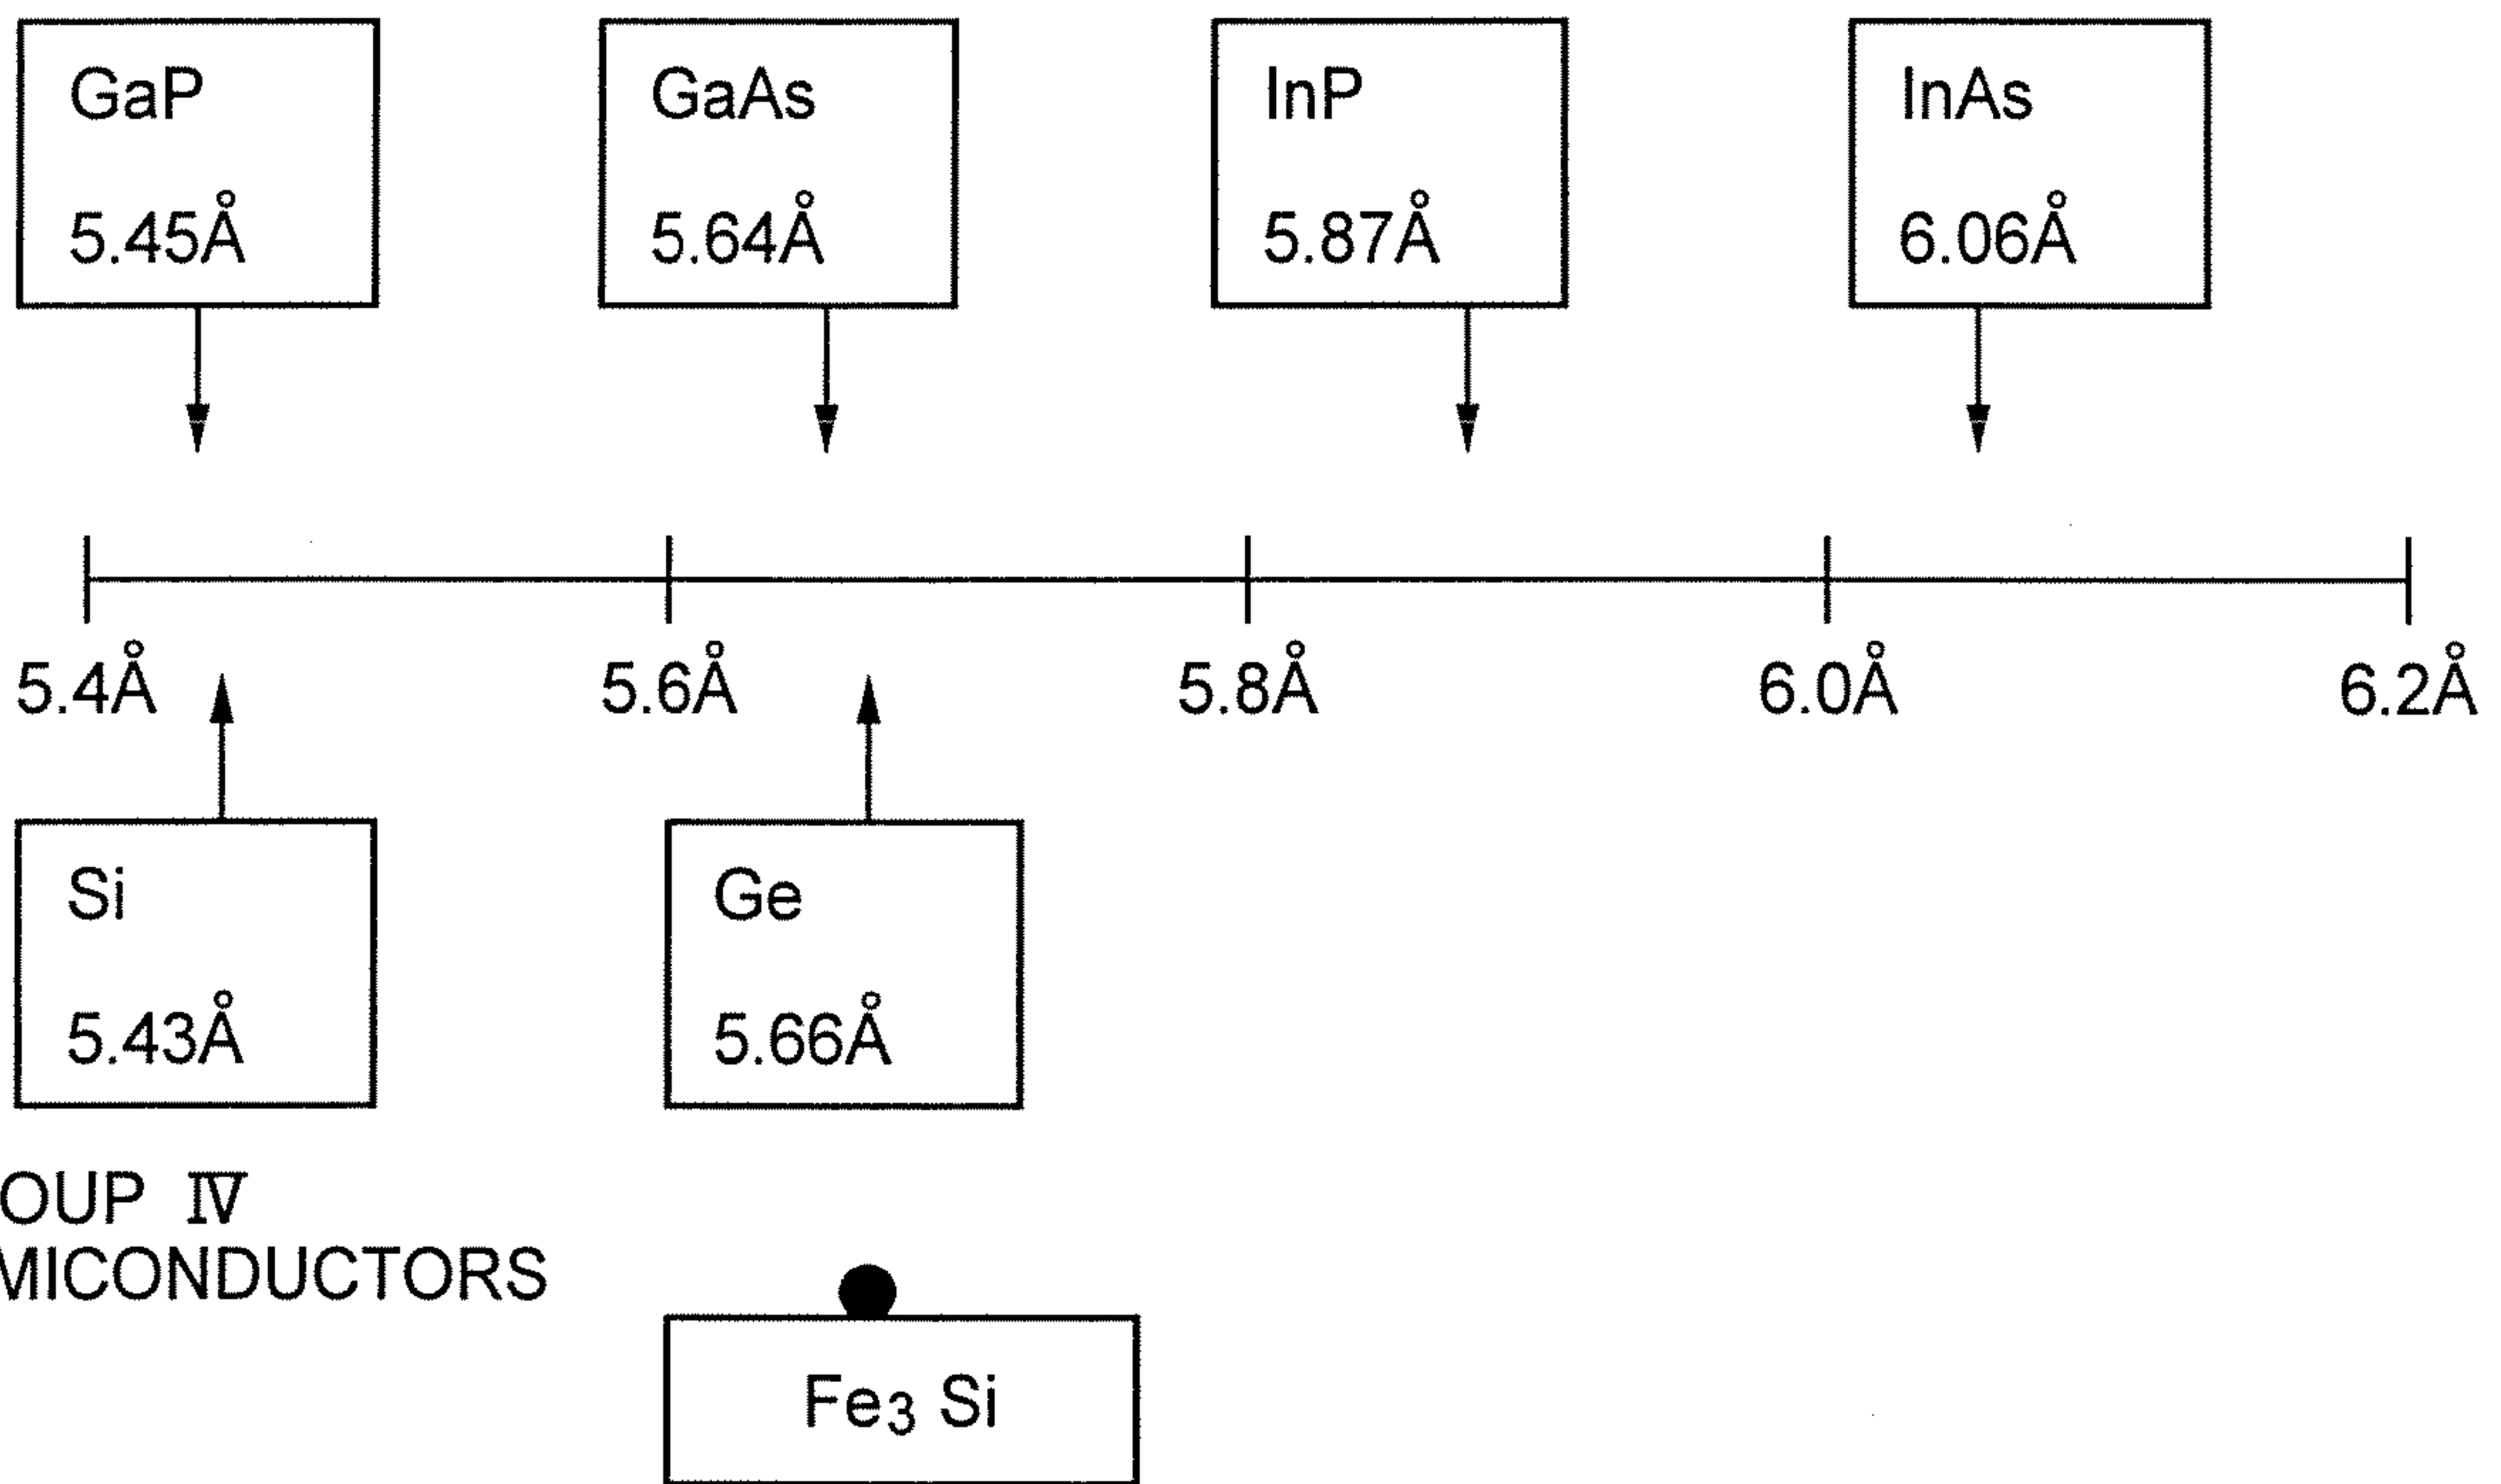 GaP
5.45Å
GaAs
5.64Å
InP
5.87Å
InAs
6.06Å
5.4Å
5.6Å
5.8Å
6.0Å
6.2Å
Si
5.43Å
Ge
5.66Å
OUP IV
MICONDUCTORS
Fe3 Si